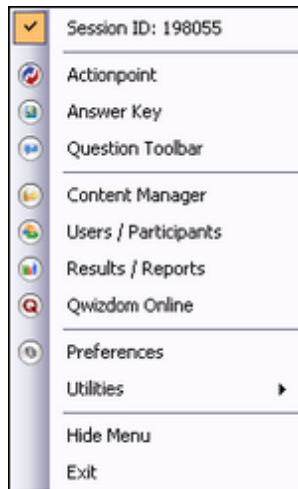 Session ID: 198055
Actionpoint
Answer Key
Question Toolbar
Content Manager
Users / Participants
Results / Reports
Qwizdom Online
Preferences
Utilities
Hide Menu
Exit